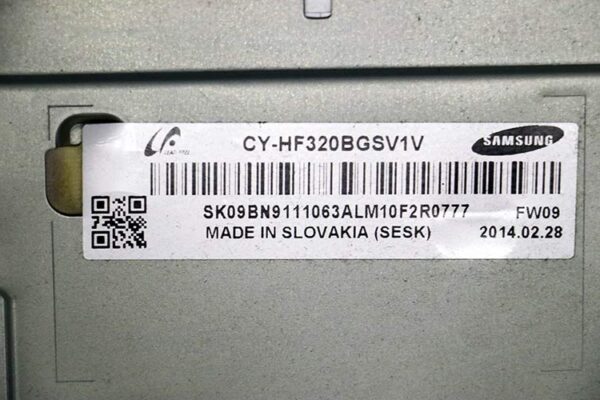 CY-HF320BGSV1V
SAMSUNG
SK09BN9111063ALM10F2R0777
FW09
MADE IN SLOVAKIA (SESK)
2014.02.28